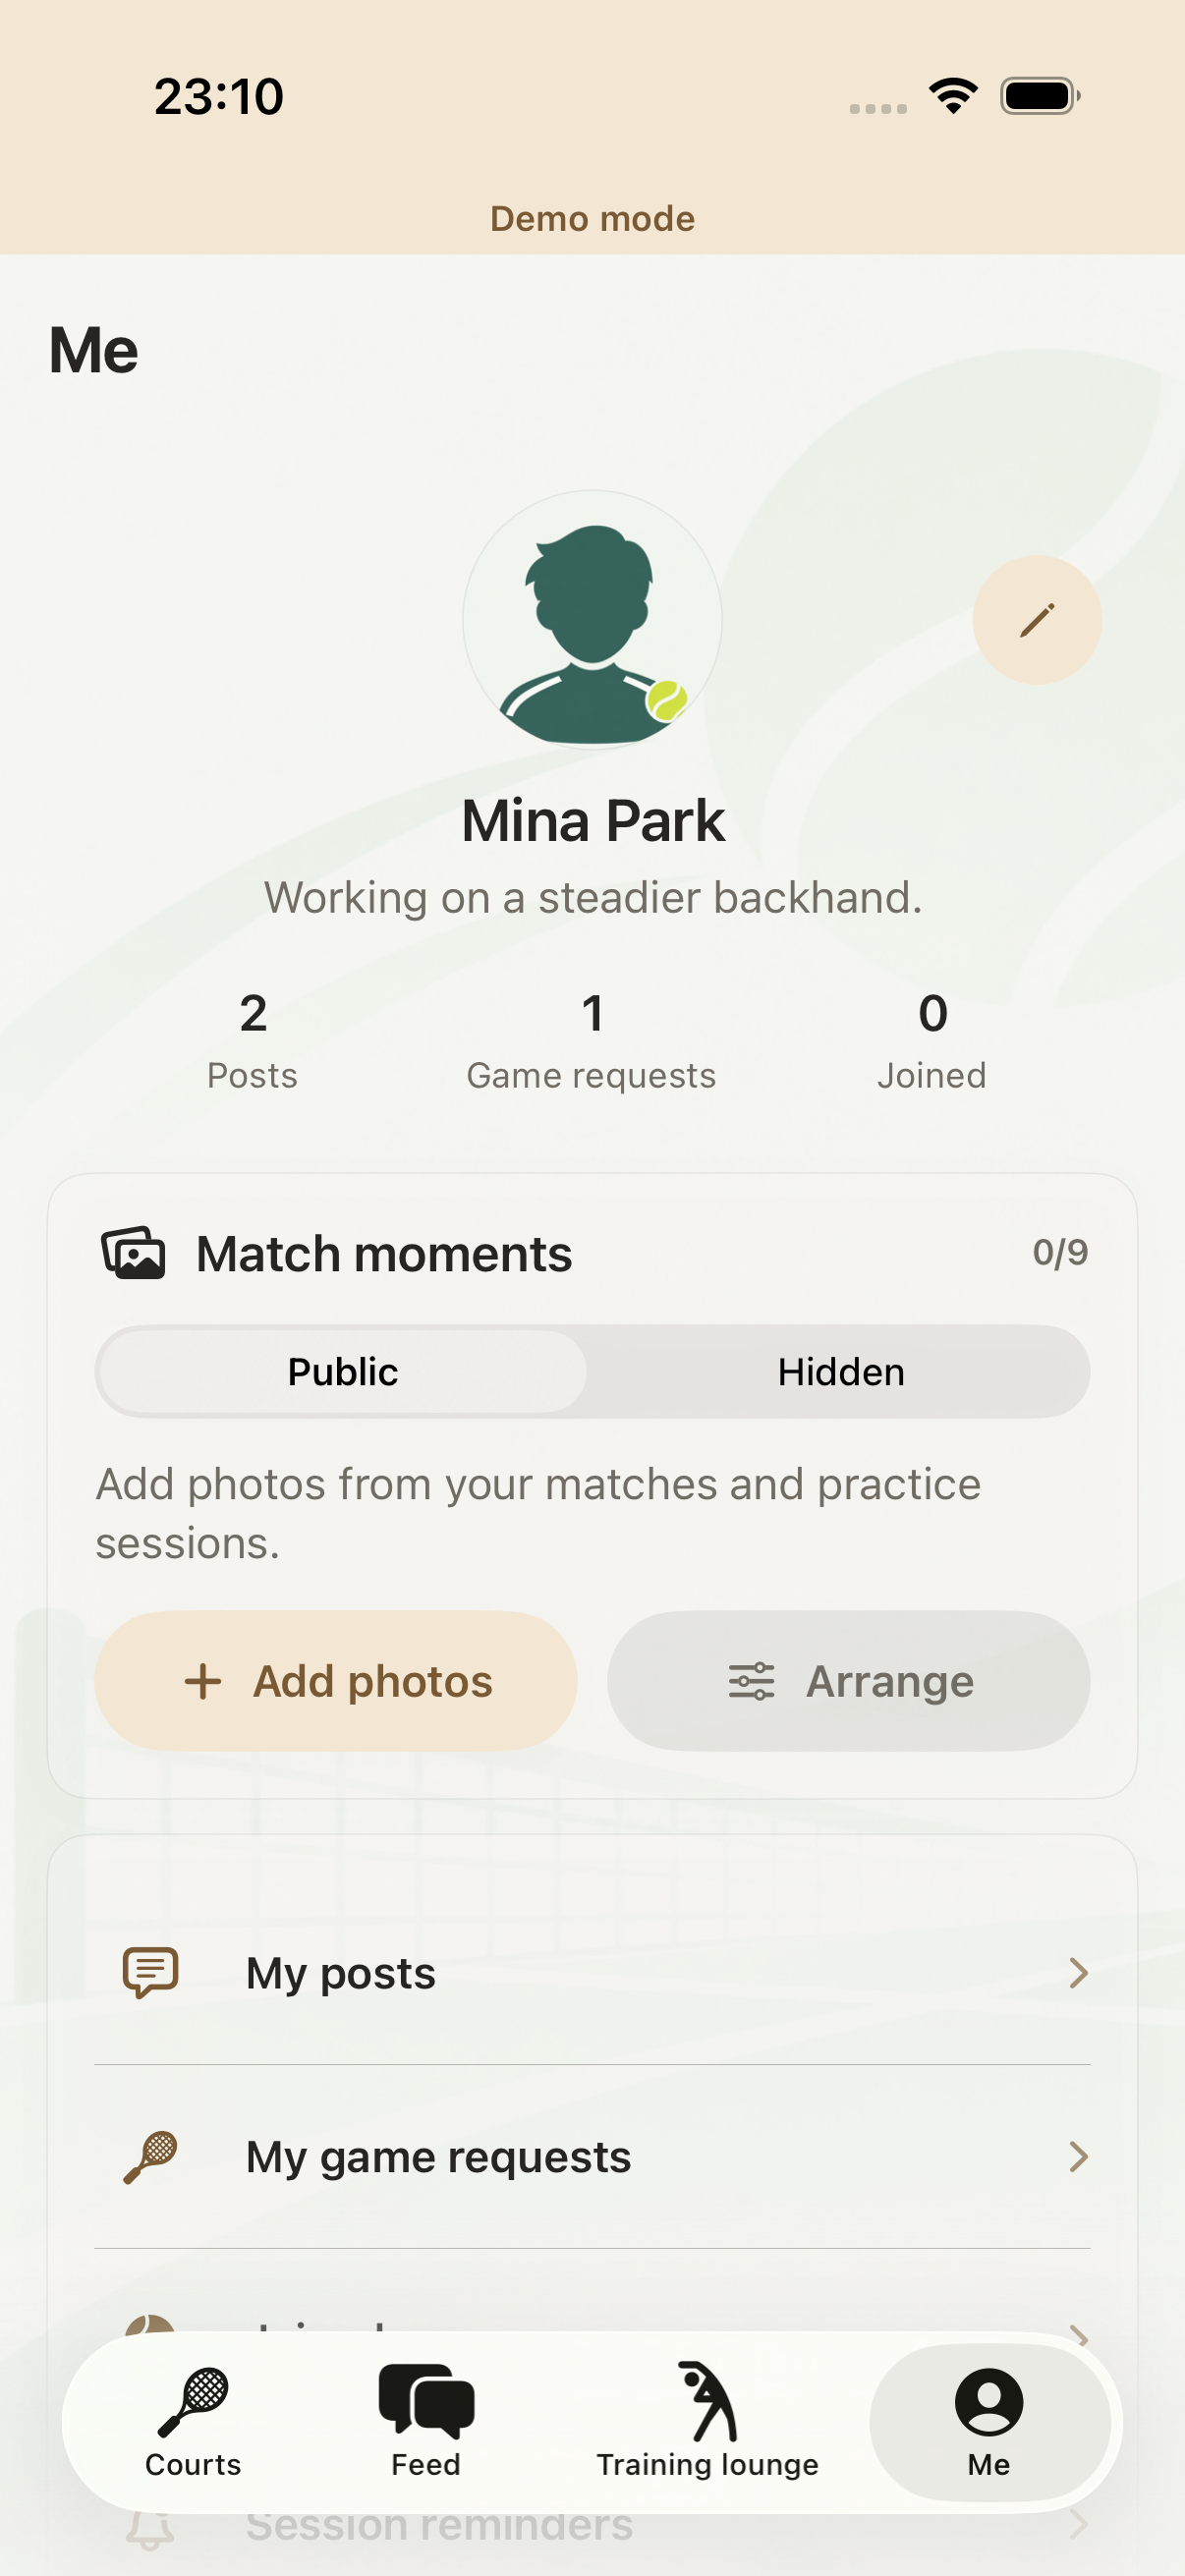 23:10
Demo mode
Me
Mina Park
Working on a steadier backhand.
2
Posts
1
Game requests
0
Joined
Match moments
0/9
Public
Hidden
Add photos from your matches and practice
sessions.
Add photos
Arrange
My posts
My game requests
Courts
Feed
Training lounge
Me
Session reminders